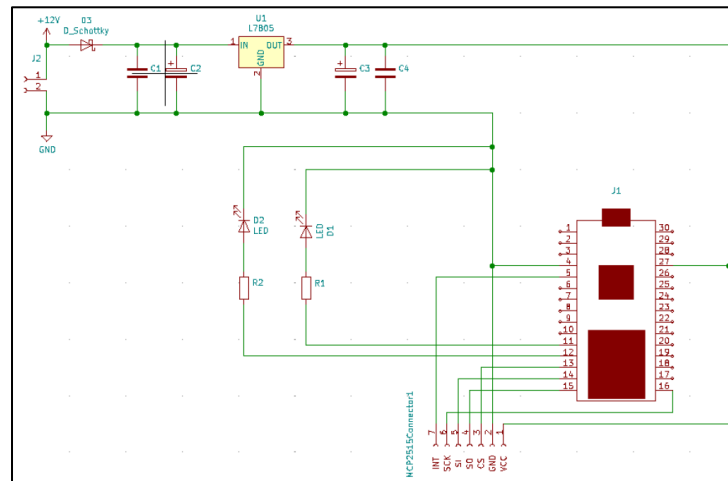 +12V
D3
D_Schottky
U1
L7805
1
IN
OUT
3
GND
2
J2
1
2
C1
C2
C3
C4
GND
D2
LED
LED
D1
R2
R1
J1
1
2
3
4
5
6
7
8
9
10
11
12
13
14
15
30
29
28
27
26
25
24
23
22
21
20
19
18
17
16
MCP2515Connector1
7
6
5
4
3
2
1
INT
SCK
SI
SO
CS
GND
VCC